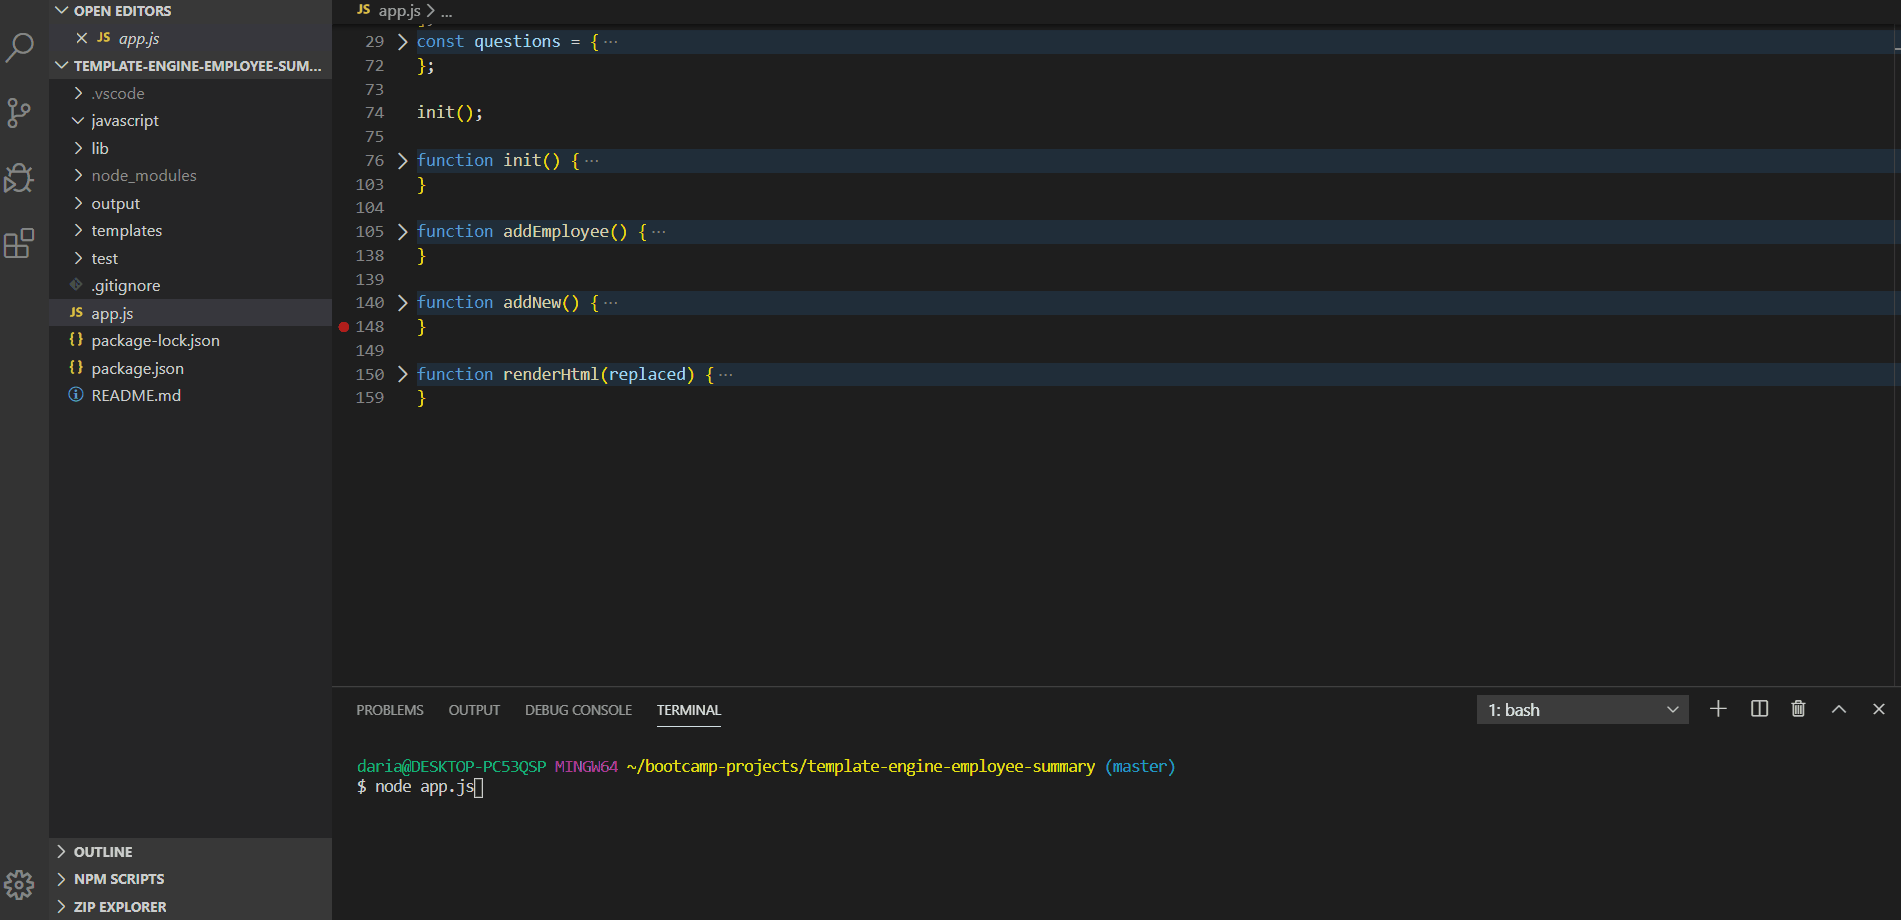 OPEN EDITORS
JS app.js
TEMPLATE-ENGINE-EMPLOYEE-SUM...
.vscode
javascript
lib
node_modules
output
templates
test
.gitignore
JS app.js
{} package-lock.json
{} package.json
README.md
OUTLINE
NPM SCRIPTS
ZIP EXPLORER
JS app.js > ...
29 const questions = { ...
72 };
73
74 init();
75
76 function init() { ...
103 }
104
105 function addEmployee() { ...
138 }
139
140 function addNew() { ...
148 }
149
150 function renderHtml(replaced) { ...
159 }
PROBLEMS OUTPUT DEBUG CONSOLE TERMINAL 1: bash
daria@DESKTOP-PC53QSP MINGW64 ~/bootcamp-projects/template-engine-employee-summary (master)
$ node app.js